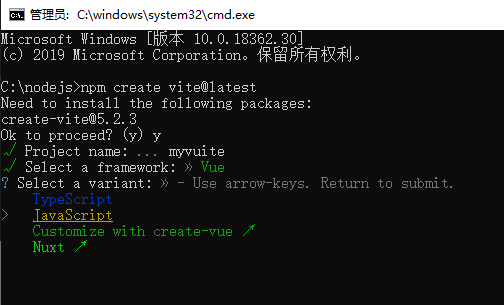 管理员: C:\windows\system32\cmd.exe
Microsoft Windows [版本 10.0.18362.30]
(c) 2019 Microsoft Corporation。保留所有权利。
C:\nodejs>npm create vite@latest
Need to install the following packages:
create-vite@5.2.3
Ok to proceed? (y) y
√ Project name: ... myvuite
√ Select a framework: » Vue
? Select a variant: » - Use arrow-keys. Return to submit.
TypeScript
> JavaScript
Customize with create-vue ↗
Nuxt ↗